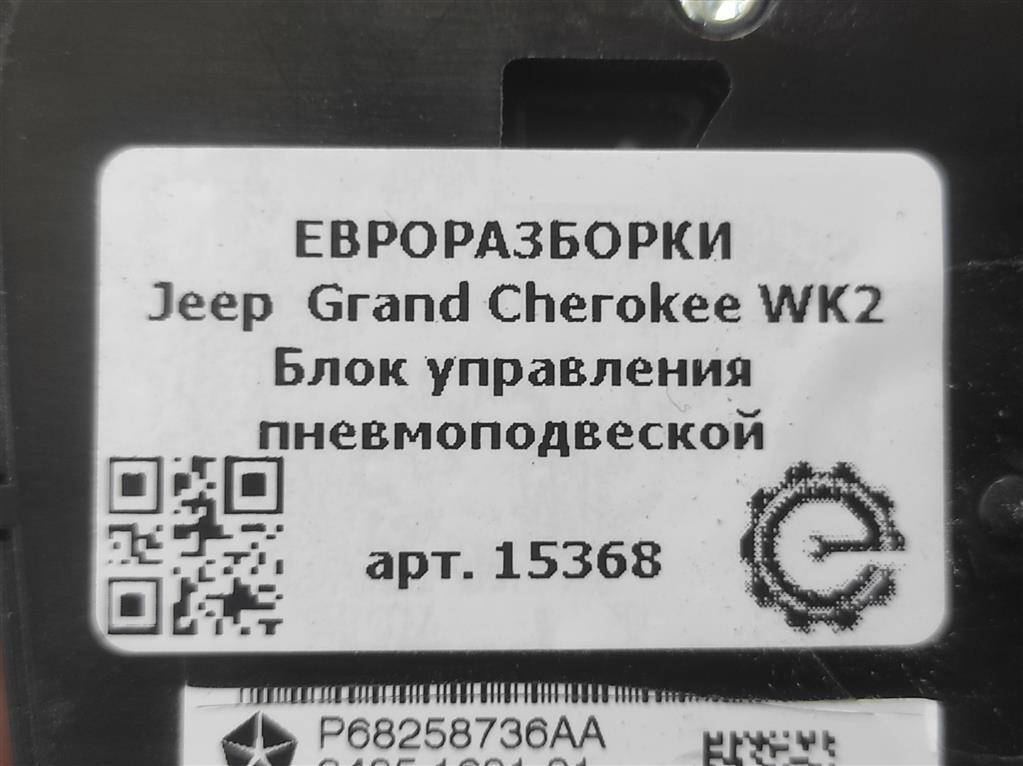 ЕВРОРАЗБОРКИ
Jeep Grand Cherokee WK2
Блок управления
пневмоподвеской
арт. 15368
P68258736AA